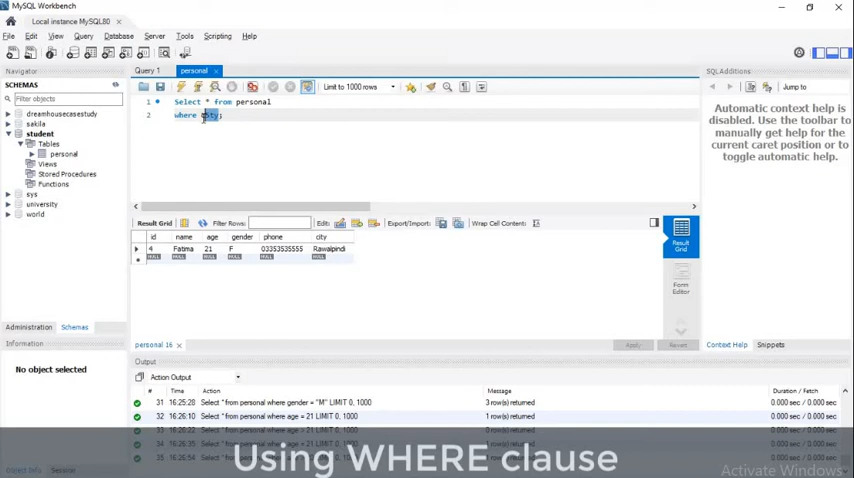 MySQL Workbench
Local instance MySQL80
File Edit View Query Database Server Tools Scripting Help
Navigator
SCHEMAS
Filter objects
dreamhousecasestudy
sakila
student
Tables
personal
Views
Stored Procedures
Functions
sys
university
world
Administration Schemas
Information
No object selected
Object Info Session
Query 1 personal
Limit to 1000 rows
1 Select * from personal
2 where city;
Result Grid Filter Rows: Edit: Export/Import: Wrap Cell Contents:
id name age gender phone city
4 Fatima 21 F 03353535555 Rawalpindi
NULL NULL NULL NULL NULL NULL
Result Grid
Form Editor
personal 16
Apply Revert
Output
Action Output
# Time Action Message Duration / Fetch
31 16:25:28 Select * from personal where gender = "M" LIMIT 0, 1000 3 row(s) returned 0.000 sec / 0.000 sec
32 16:26:10 Select * from personal where age = 21 LIMIT 0, 1000 1 row(s) returned 0.000 sec / 0.000 sec
SQLAdditions
Jump to
Automatic context help is
disabled. Use the toolbar to
manually get help for the
current caret position or to
toggle automatic help.
Context Help Snippets
Using WHERE clause
Activate Windows